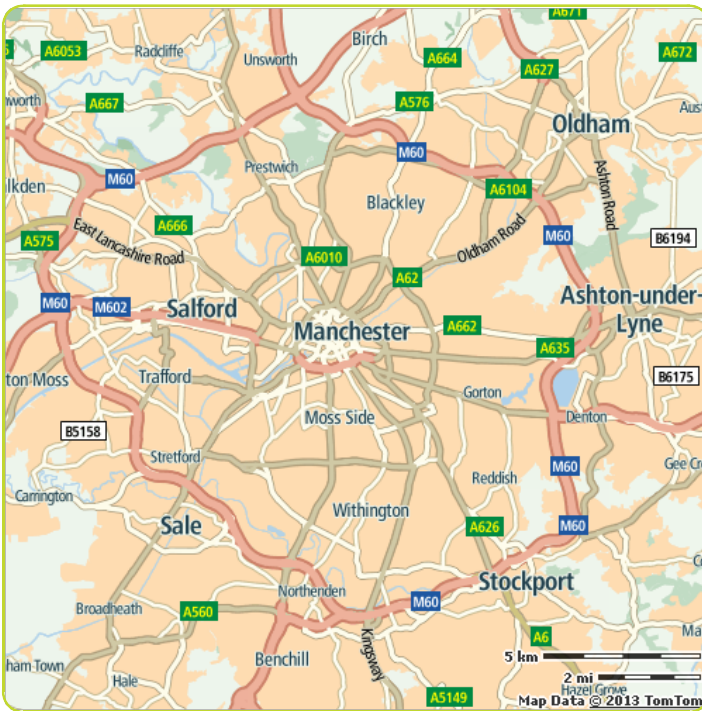 A671
Birch
A6053
Radcliffe
Unsworth
A664
A672
A627
A667
A576
Oldham
M60
Prestwich
M60
Ashton Road
A6104
Blackley
A666
A575
East Lancashire Road
Oldham Road
M60
B6194
A6010
A62
M60
M602
Salford
Ashton-under-
Lyne
Manchester
A662
A635
ton Moss
Trafford
B6175
Gorton
Moss Side
Denton
B5158
Stretford
M60
Gee Cr
Reddish
Carrington
Withington
Sale
A626
M60
Stockport
Northenden
M60
Broadheath
A560
Kingsway
A6
Benchill
5 km
ham Town
Hale
2 mi
Hazel Grove
A5149
Map Data © 2013 TomTom